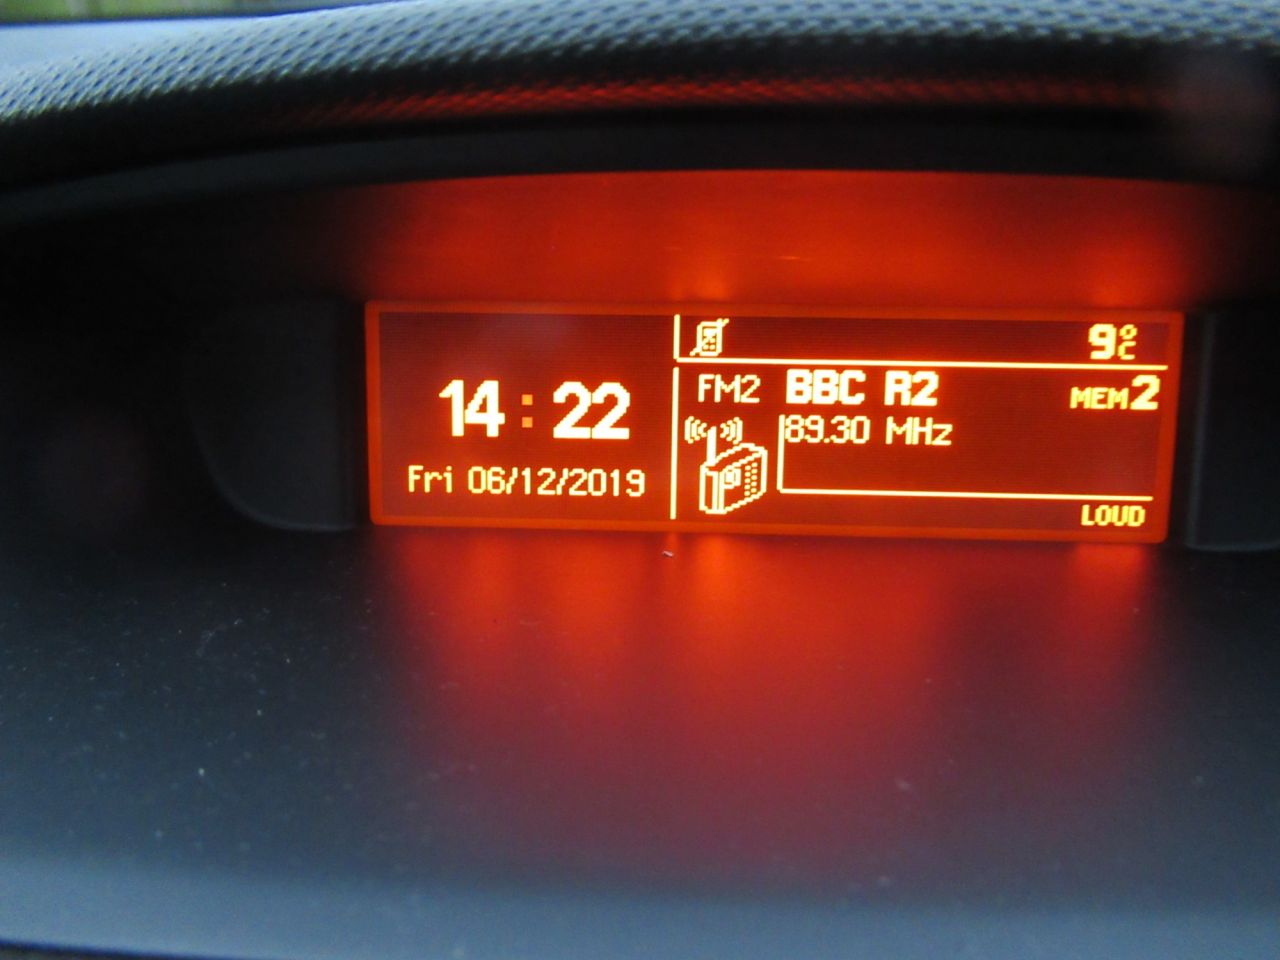 14:22
Fri 06/12/2019
9°C
FM2 BBC R2 MEM2
89.30 MHz
LOUD